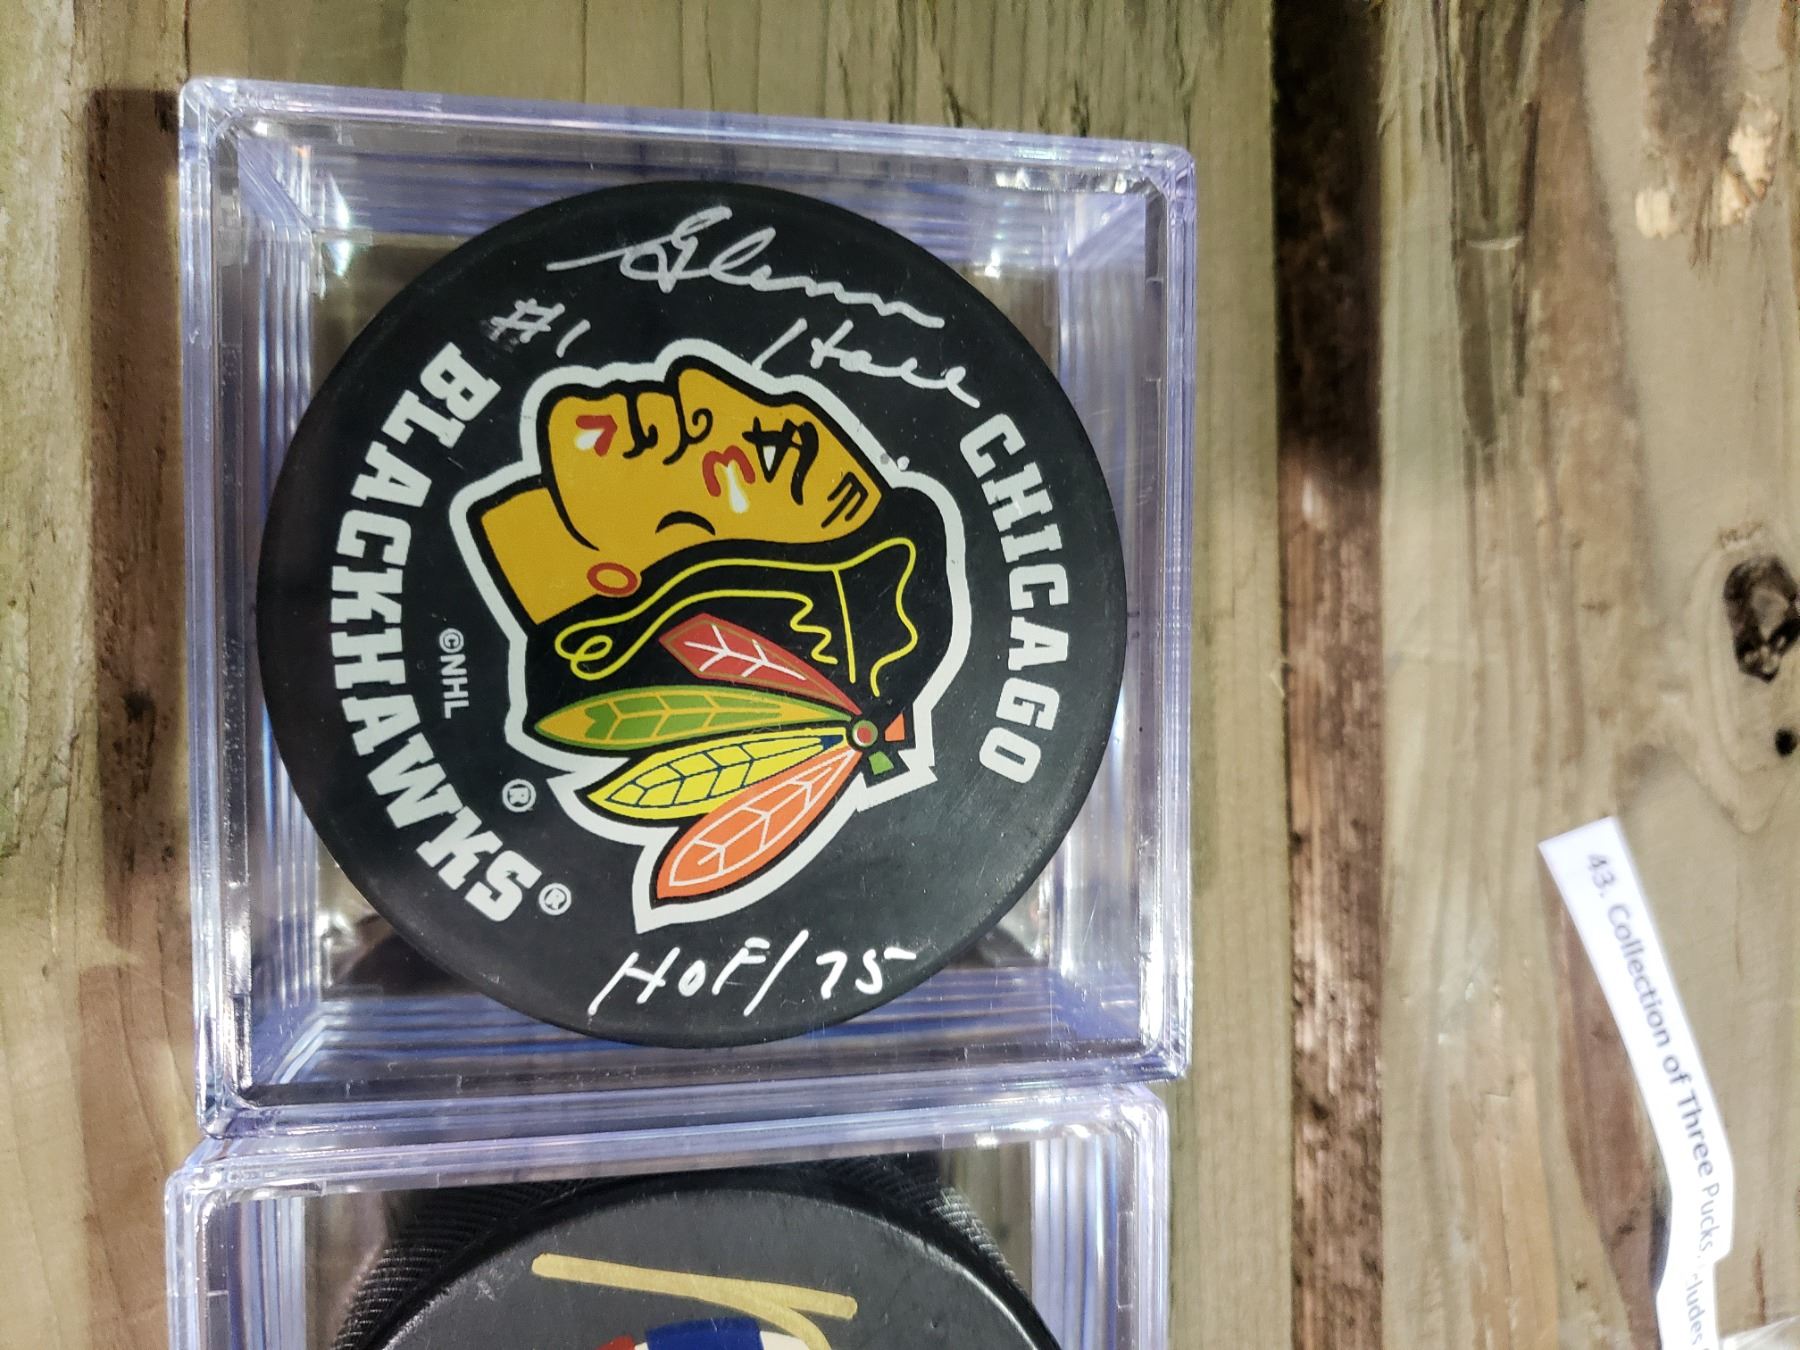 Glenn
Hall
#1
CHICAGO
BLACKHAWKS®
®
©NHL
HOF/75
43. Collection of Three Pucks.